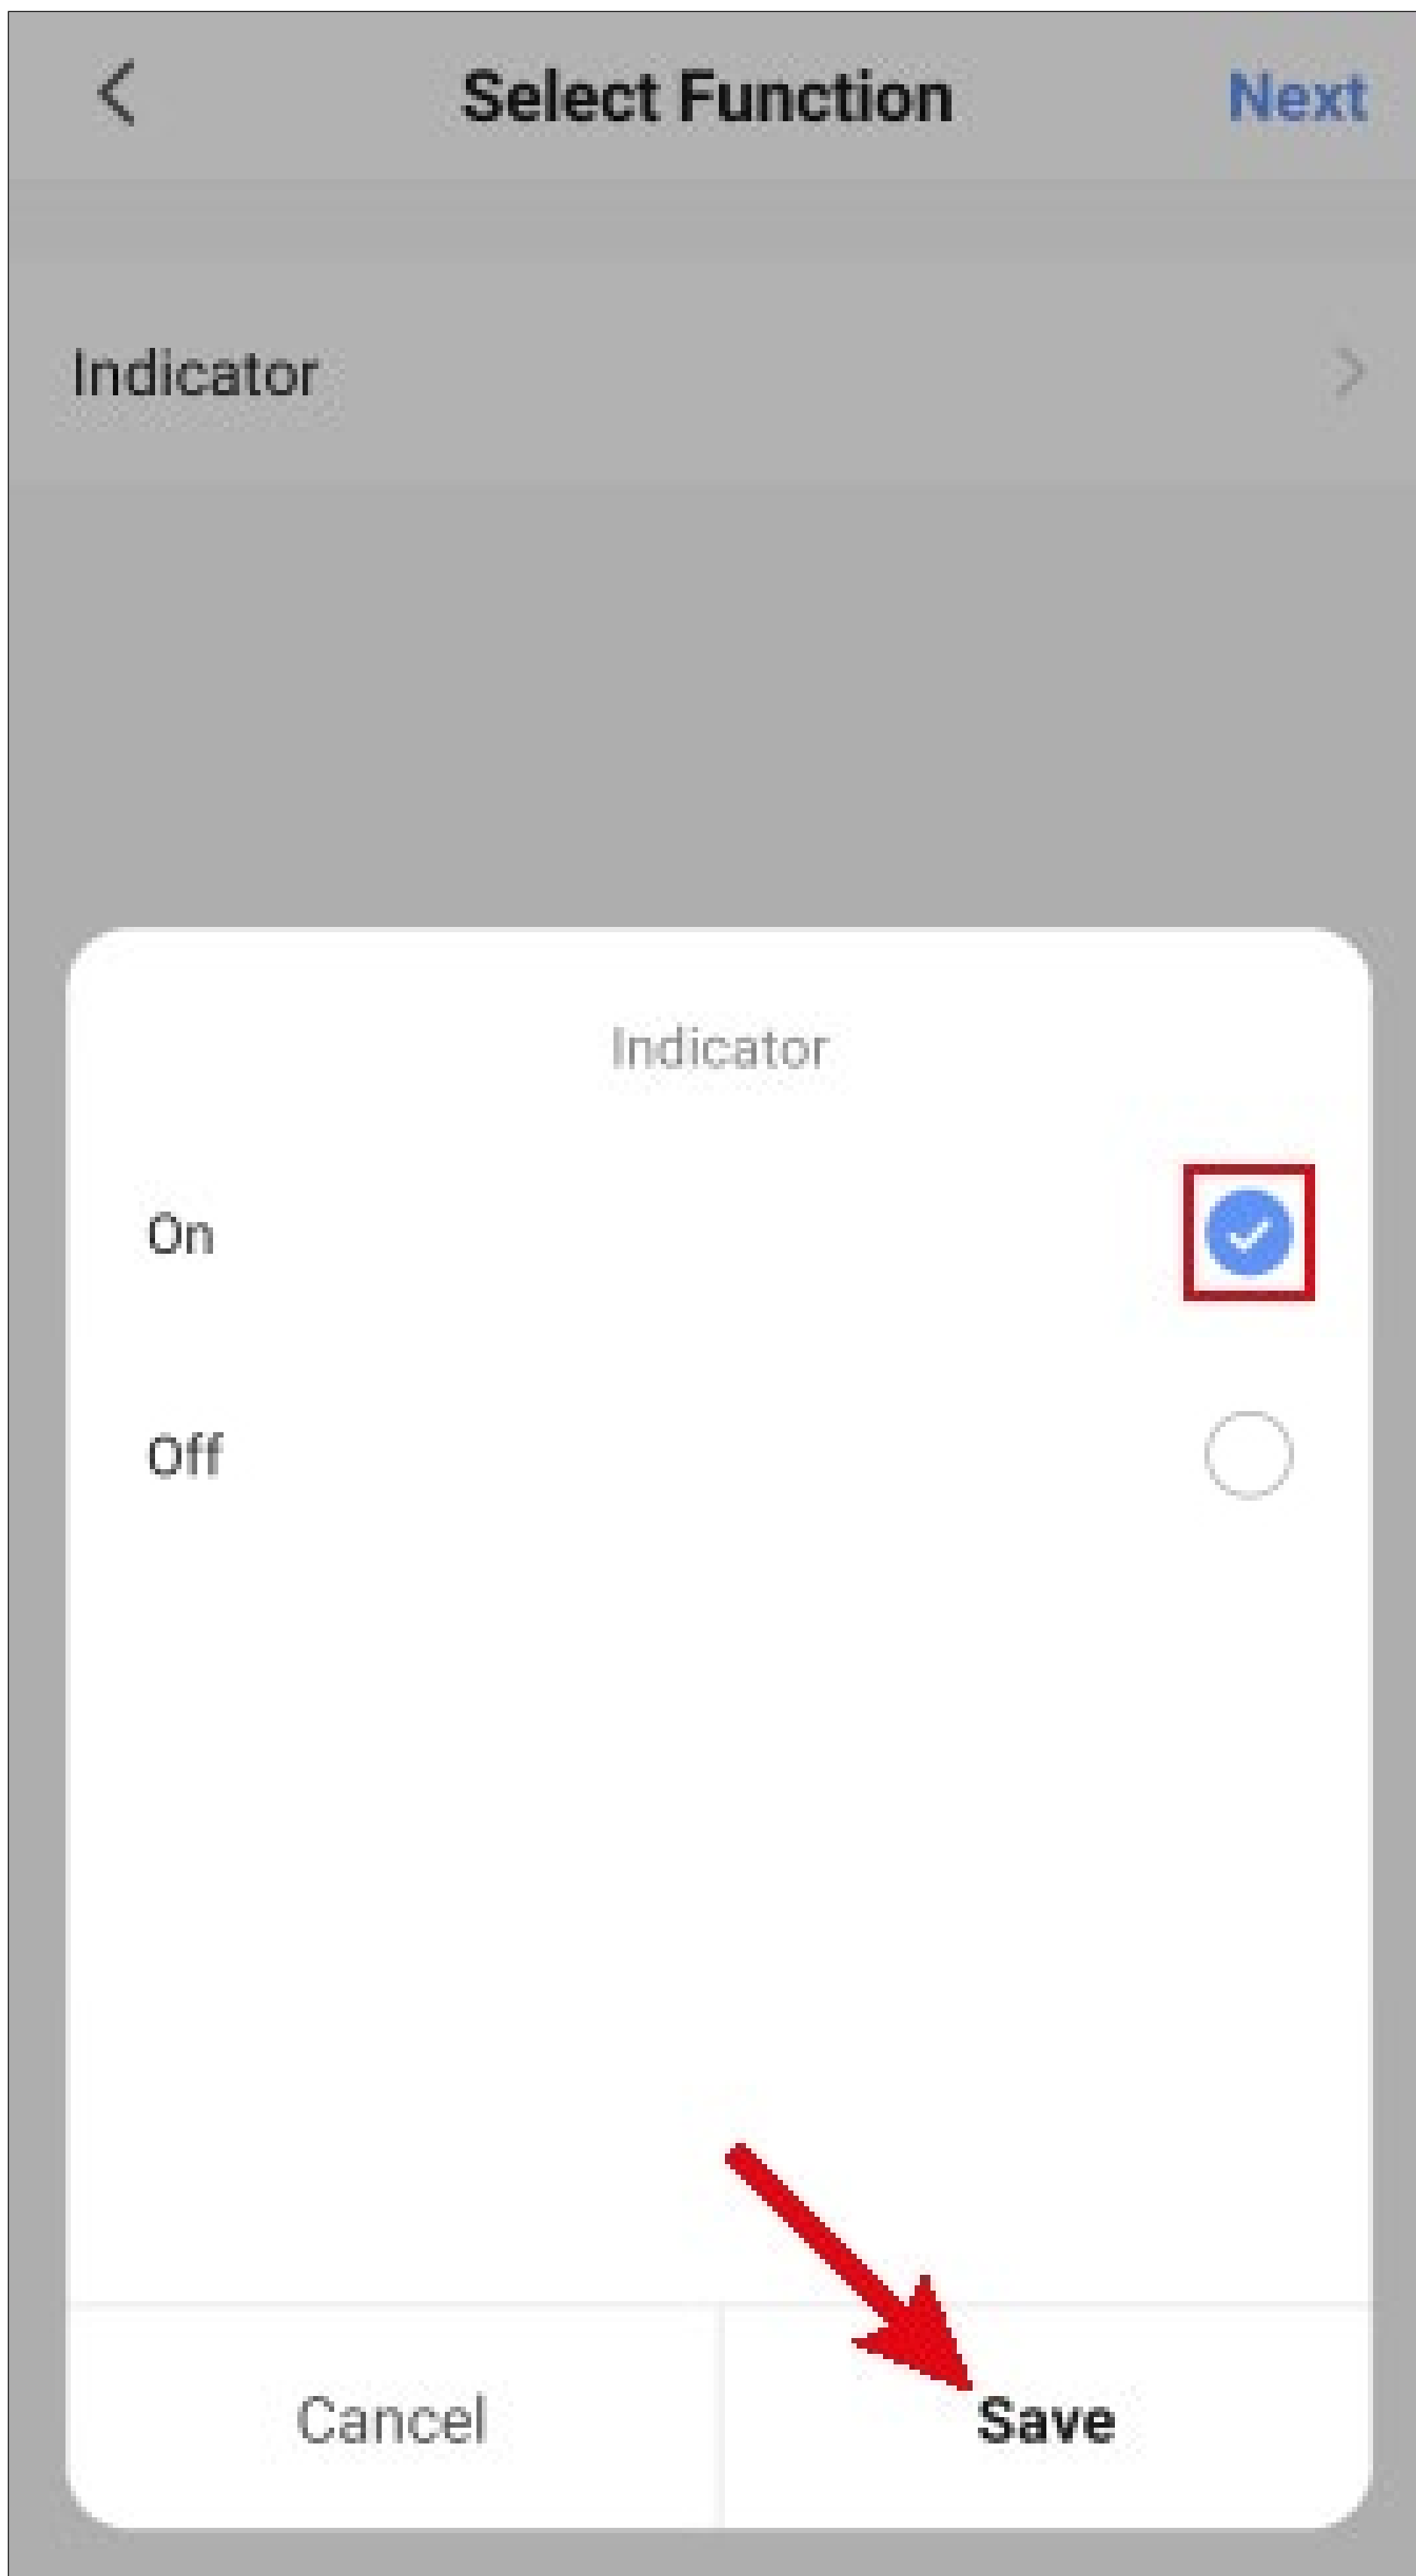 Select Function
Next
Indicator
Indicator
On
Off
Cancel
Save